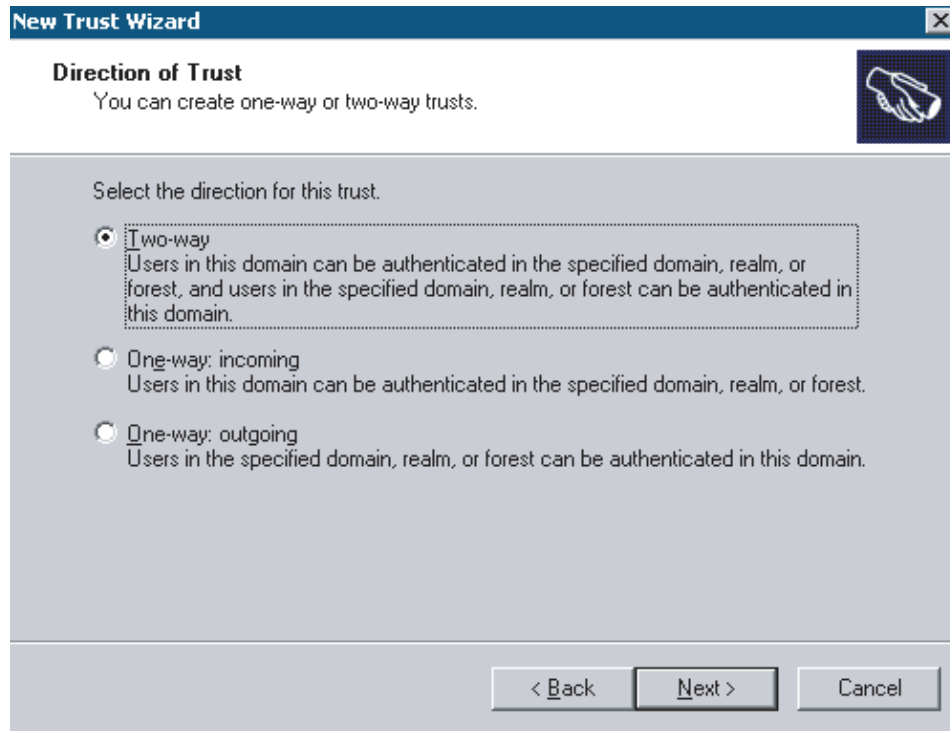 New Trust Wizard
Direction of Trust
You can create one-way or two-way trusts.
Select the direction for this trust.
Two-way
Users in this domain can be authenticated in the specified domain, realm, or
forest, and users in the specified domain, realm, or forest can be authenticated in
this domain.
One-way: incoming
Users in this domain can be authenticated in the specified domain, realm, or forest.
One-way: outgoing
Users in the specified domain, realm, or forest can be authenticated in this domain.
< Back Next > Cancel